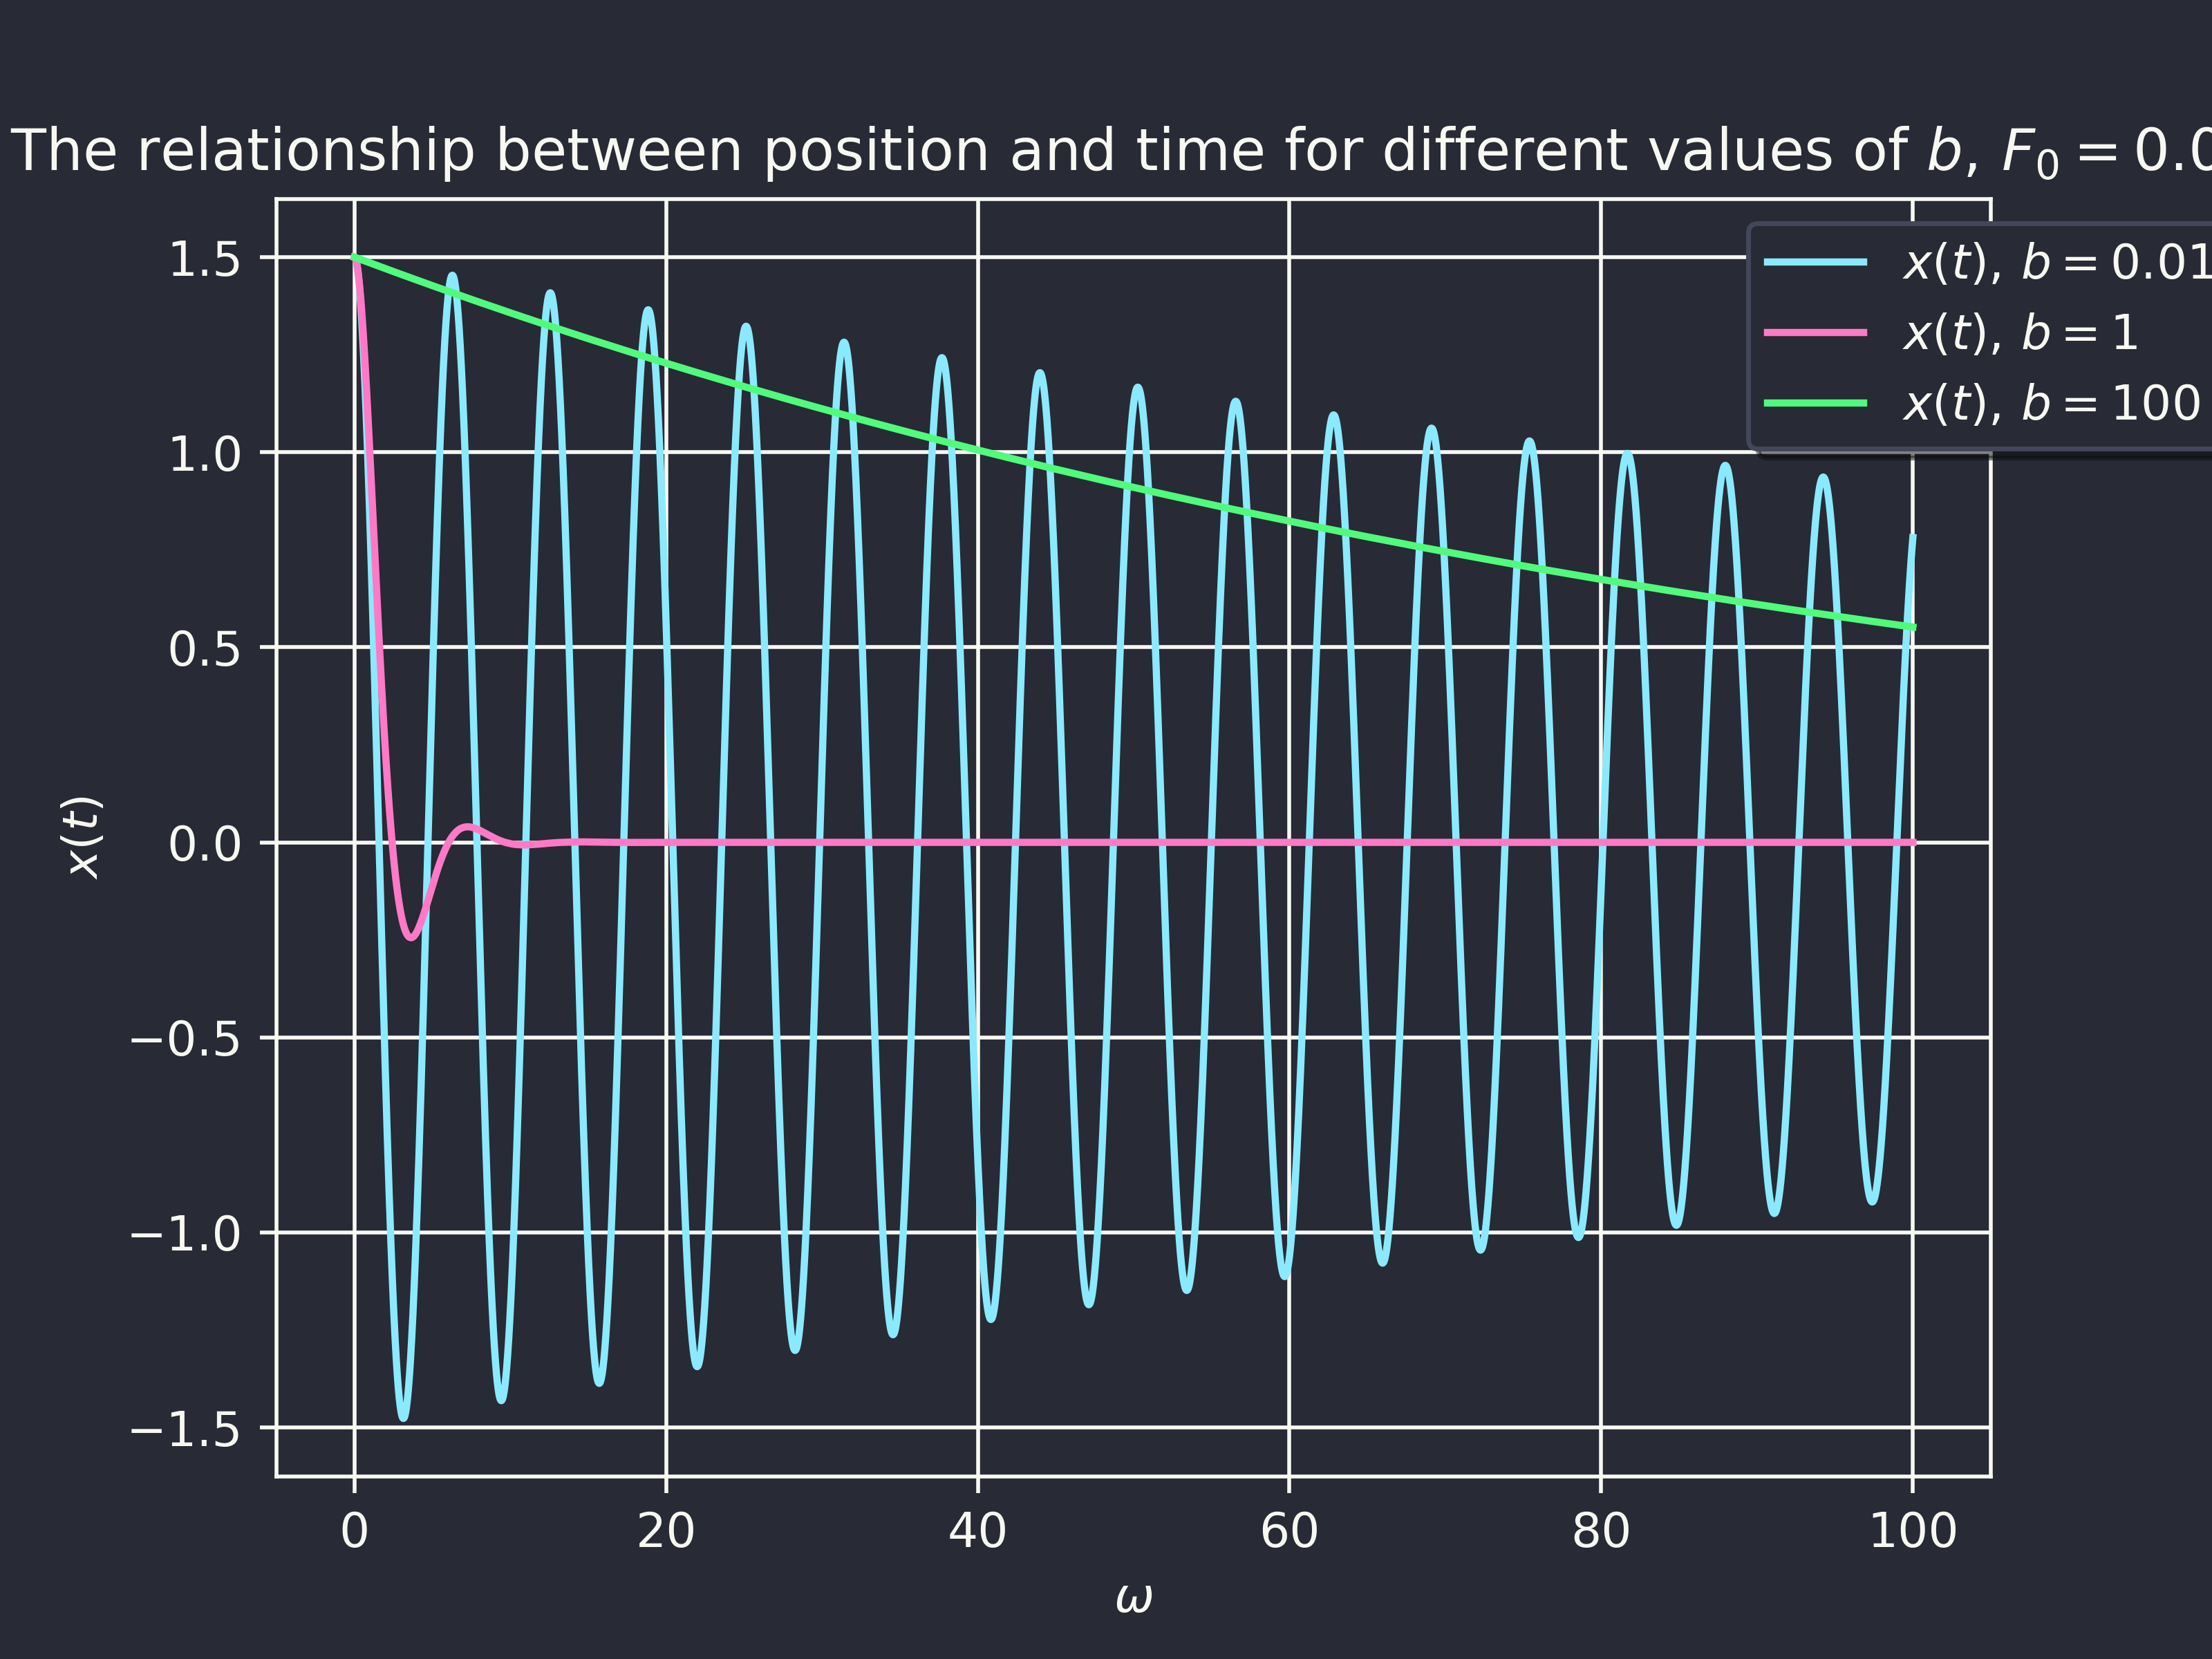 The relationship between position and time for different values of b, F₀ = 0.0
x(t), b = 0.01
x(t), b = 1
x(t), b = 100
1.5
1.0
0.5
0.0
−0.5
−1.0
−1.5
x(t)
0 20 40 60 80 100
ω